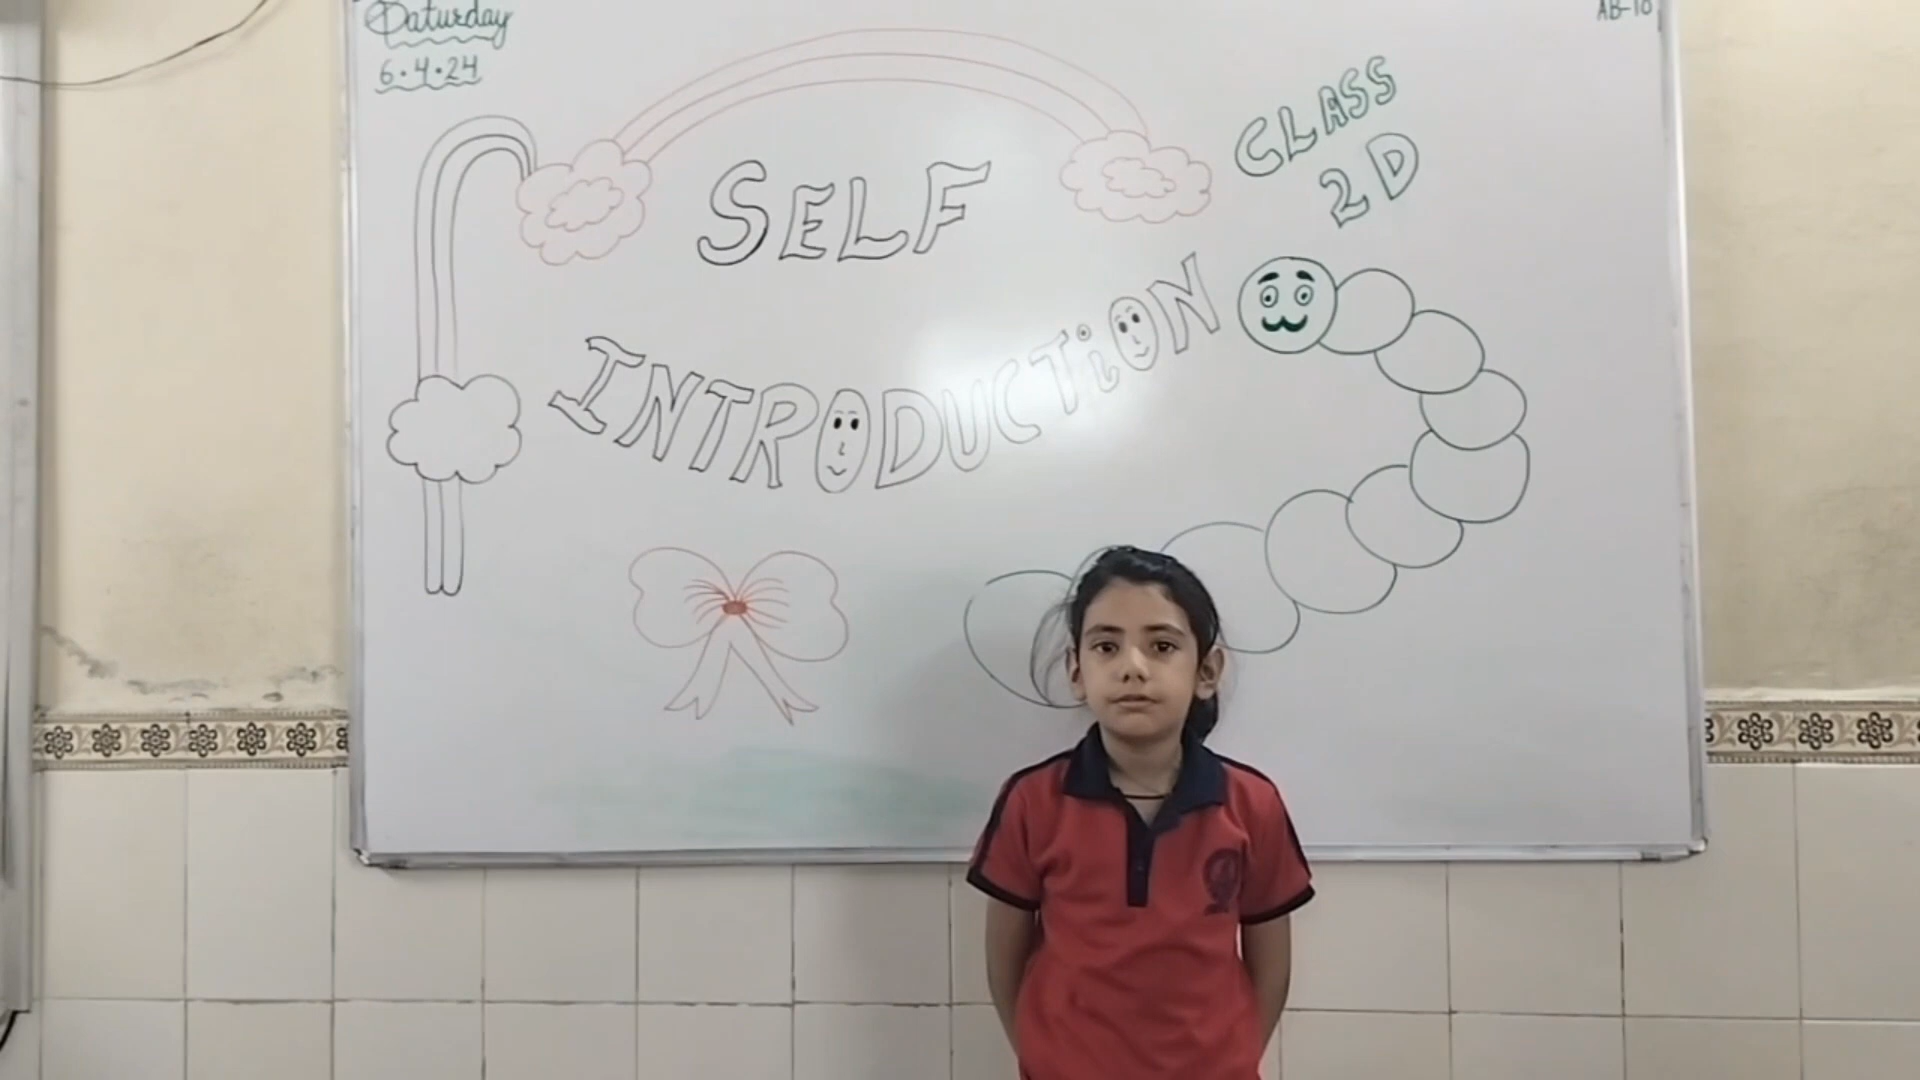 Saturday
6.4.24
AB-10
CLASS
2D
SELF
INTRODUCTiON